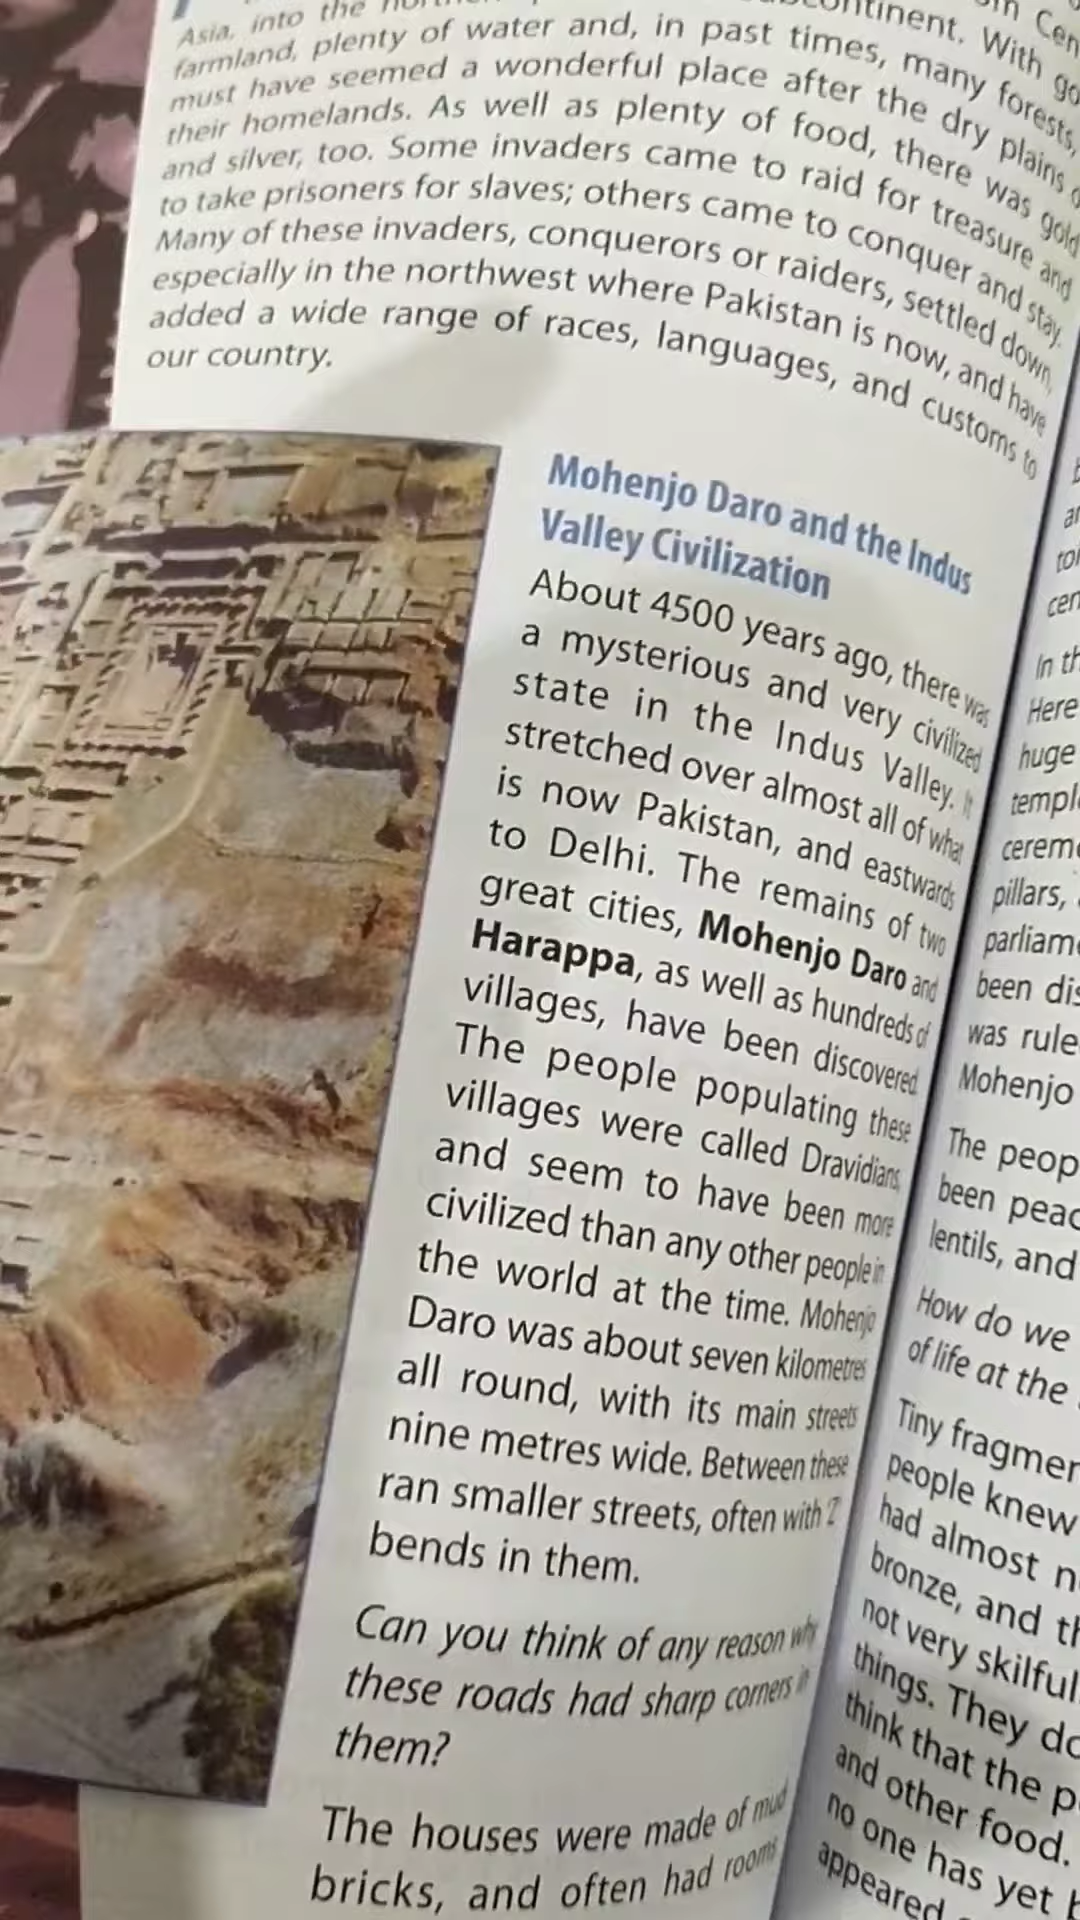 Asia, into the subcontinent. With
farmland, plenty of water and, in past times, many forests,
must have seemed a wonderful place after the dry plains
their homelands. As well as plenty of food, there was gold
and silver, too. Some invaders came to raid for treasure and
to take prisoners for slaves; others came to conquer and stay.
Many of these invaders, conquerors or raiders, settled down,
especially in the northwest where Pakistan is now, and have
added a wide range of races, languages, and customs to
our country.
Mohenjo Daro and the Indus
Valley Civilization
About 4500 years ago, there was
a mysterious and very civilized
state in the Indus Valley. It
stretched over almost all of what
is now Pakistan, and eastwards
to Delhi. The remains of two
great cities, Mohenjo Daro and
Harappa, as well as hundreds of
villages, have been discovered.
The people populating these
villages were called Dravidians,
and seem to have been more
civilized than any other people in
the world at the time. Mohenjo
Daro was about seven kilometres
all round, with its main streets
nine metres wide. Between these
ran smaller streets, often with 'Z'
bends in them.
Can you think of any reason why
these roads had sharp corners in
them?
The houses were made of mud
bricks, and often had rooms
In
Here
huge
pillars,
been
was
Mohenjo
The
been
lentils, and
How do we
of life at the
Tiny
people knew
had almost
bronze, and
not very skilful
things. They
think that the
and other food.
no one has yet
appeared